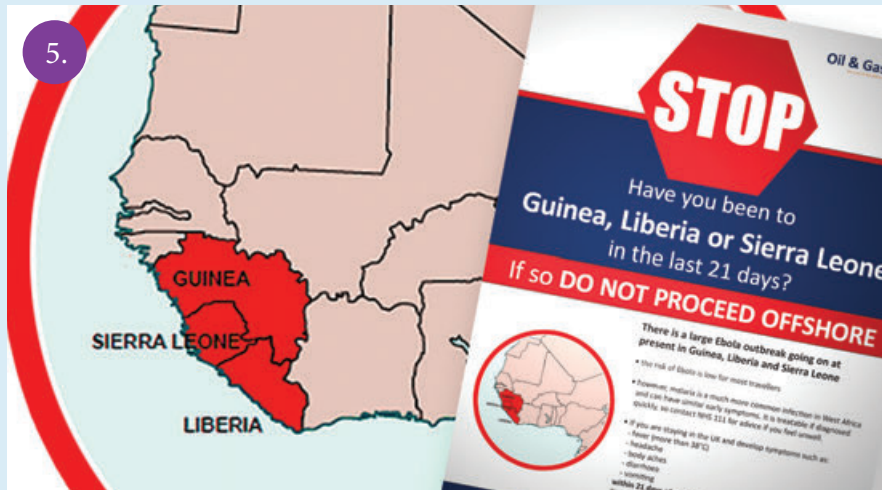 5.
GUINEA
SIERRA LEONE
LIBERIA
Oil & Gas
STOP
Have you been to
Guinea, Liberia or Sierra Leone
in the last 21 days?
If so DO NOT PROCEED OFFSHORE
There is a large Ebola outbreak going on at
present in Guinea, Liberia and Sierra Leone
• the risk of Ebola is low for most travellers
• however, malaria is a much more common infection in West Africa
and can have similar early symptoms. It is treatable if diagnosed
quickly, so contact NHS 111 for advice if you feel unwell.
• if you are staying in the UK and develop symptoms such as:
- fever (more than 38°C)
- headache
- body aches
- diarrhoea
- vomiting
within 21 days